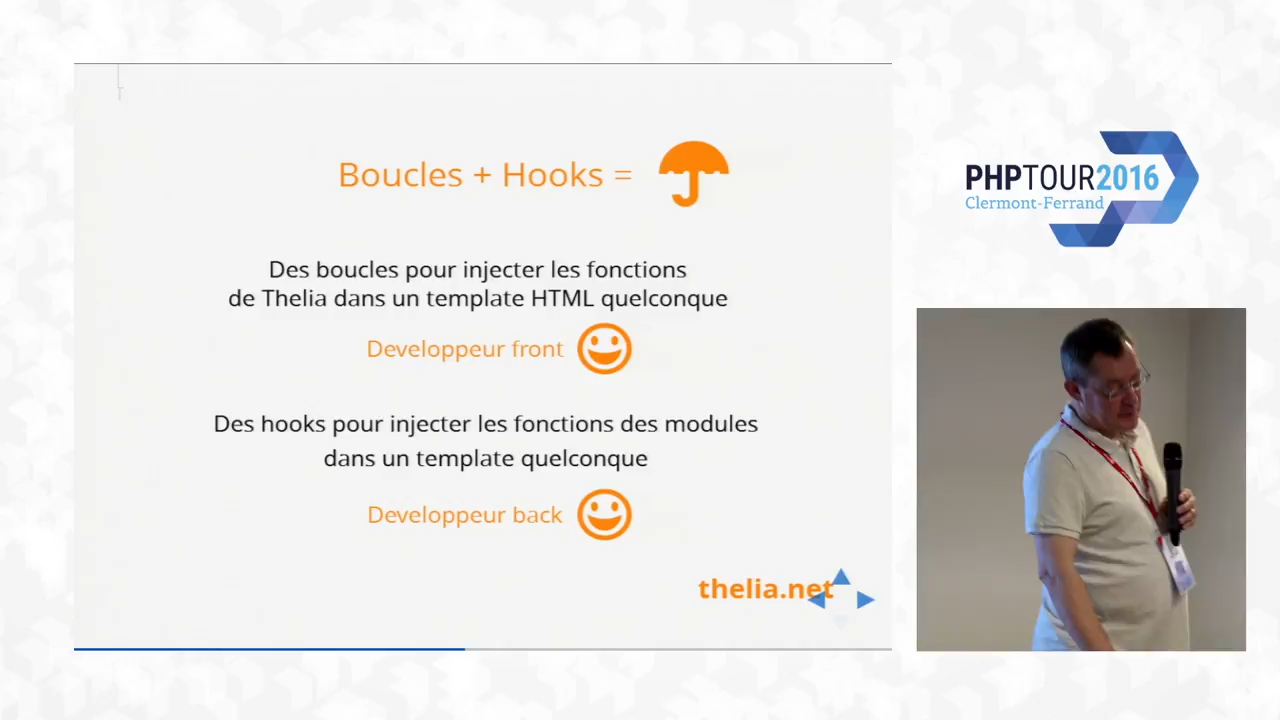 Boucles + Hooks =
Des boucles pour injecter les fonctions
de Thelia dans un template HTML quelconque
Developpeur front
Des hooks pour injecter les fonctions des modules
dans un template quelconque
Developpeur back
thelia.net
PHPTOUR2016
Clermont-Ferrand